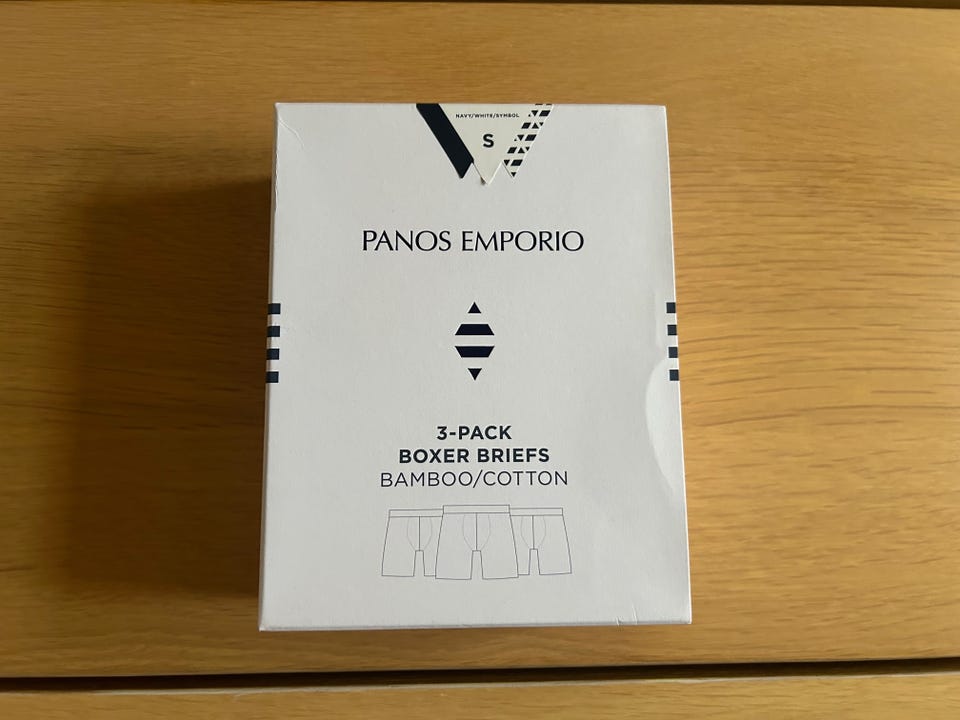 NAVY/WHITE/SYMBOL
S
PANOS EMPORIO
3-PACK
BOXER BRIEFS
BAMBOO/COTTON